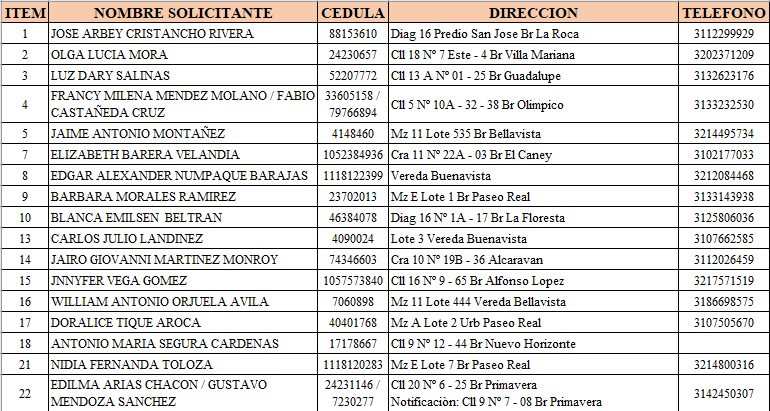 ITEM NOMBRE SOLICITANTE CEDULA DIRECCION TELEFONO
1 JOSE ARBEY CRISTANCHO RIVERA 88153610 Diag 16 Predio San Jose Br La Roca 3112299929
2 OLGA LUCIA MORA 24230657 Cll 18 Nº 7 Este - 4 Br Villa Mariana 3202371209
3 LUZ DARY SALINAS 52207772 Cll 13 A Nº 01 - 25 Br Guadalupe 3132623176
4 FRANCY MILENA MENDEZ MOLANO / FABIO CASTAÑEDA CRUZ 33605158 / 79766894 Cll 5 Nº 10A - 32 - 38 Br Olimpico 3133232530
5 JAIME ANTONIO MONTAÑEZ 4148460 Mz 11 Lote 535 Br Bellavista 3214495734
7 ELIZABETH BARERA VELANDIA 1052384936 Cra 11 Nº 22A - 03 Br El Caney 3102177033
8 EDGAR ALEXANDER NUMPAQUE BARAJAS 1118122399 Vereda Buenavista 3212084468
9 BARBARA MORALES RAMIREZ 23702013 Mz E Lote 1 Br Paseo Real 3133143938
10 BLANCA EMILSEN BELTRAN 46384078 Diag 16 Nº 1A - 17 Br La Floresta 3125806036
13 CARLOS JULIO LANDINEZ 4090024 Lote 3 Vereda Buenavista 3107662585
14 JAIRO GIOVANNI MARTINEZ MONROY 74346603 Cra 10 Nº 19B - 36 Alcaravan 3112026459
15 JNNYFER VEGA GOMEZ 1057573840 Cll 16 Nº 9 - 65 Br Alfonso Lopez 3217571519
16 WILLIAM ANTONIO ORJUELA AVILA 7060898 Mz 11 Lote 444 Vereda Bellavista 3186698575
17 DORALICE TIQUE AROCA 40401768 Mz A Lote 2 Urb Paseo Real 3107505670
18 ANTONIO MARIA SEGURA CARDENAS 17178667 Cll 9 Nº 12 - 44 Br Nuevo Horizonte
21 NIDIA FERNANDA TOLOZA 1118120283 Mz E Lote 7 Br Paseo Real 3214800316
22 EDILMA ARIAS CHACON / GUSTAVO MENDOZA SANCHEZ 24231146 / 7230277 Cll 20 Nº 6 - 25 Br Primavera Notificaciòn: Cll 9 Nº 7 - 08 Br Primavera 3142450307